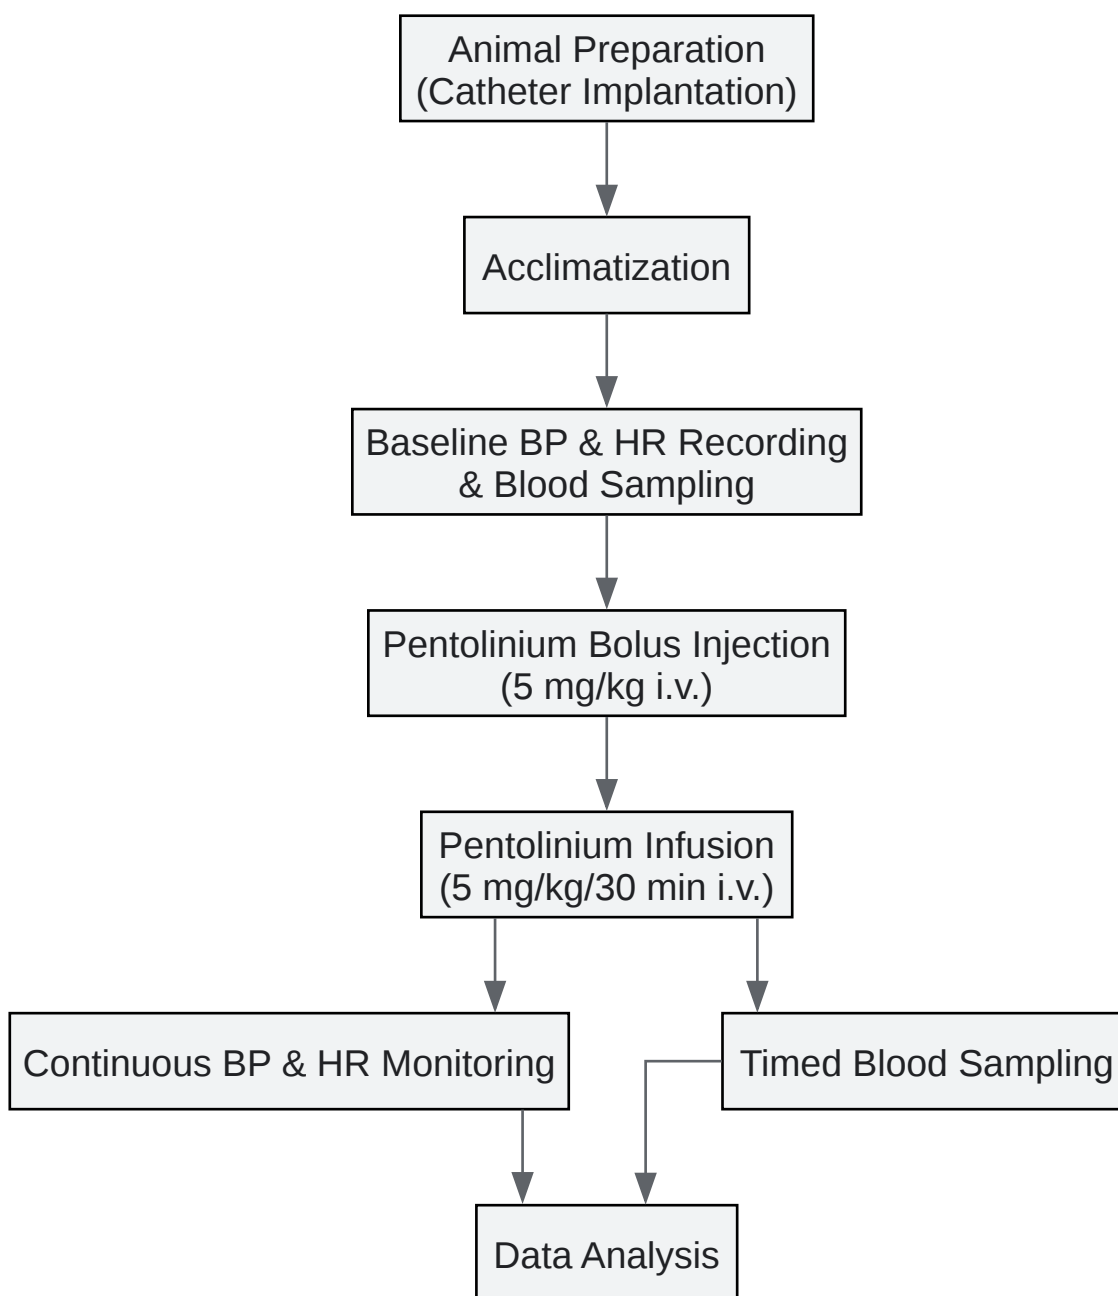 Animal Preparation
(Catheter Implantation)
Acclimatization
Baseline BP & HR Recording
& Blood Sampling
Pentolinium Bolus Injection
(5 mg/kg i.v.)
Pentolinium Infusion
(5 mg/kg/30 min i.v.)
Continuous BP & HR Monitoring
Timed Blood Sampling
Data Analysis